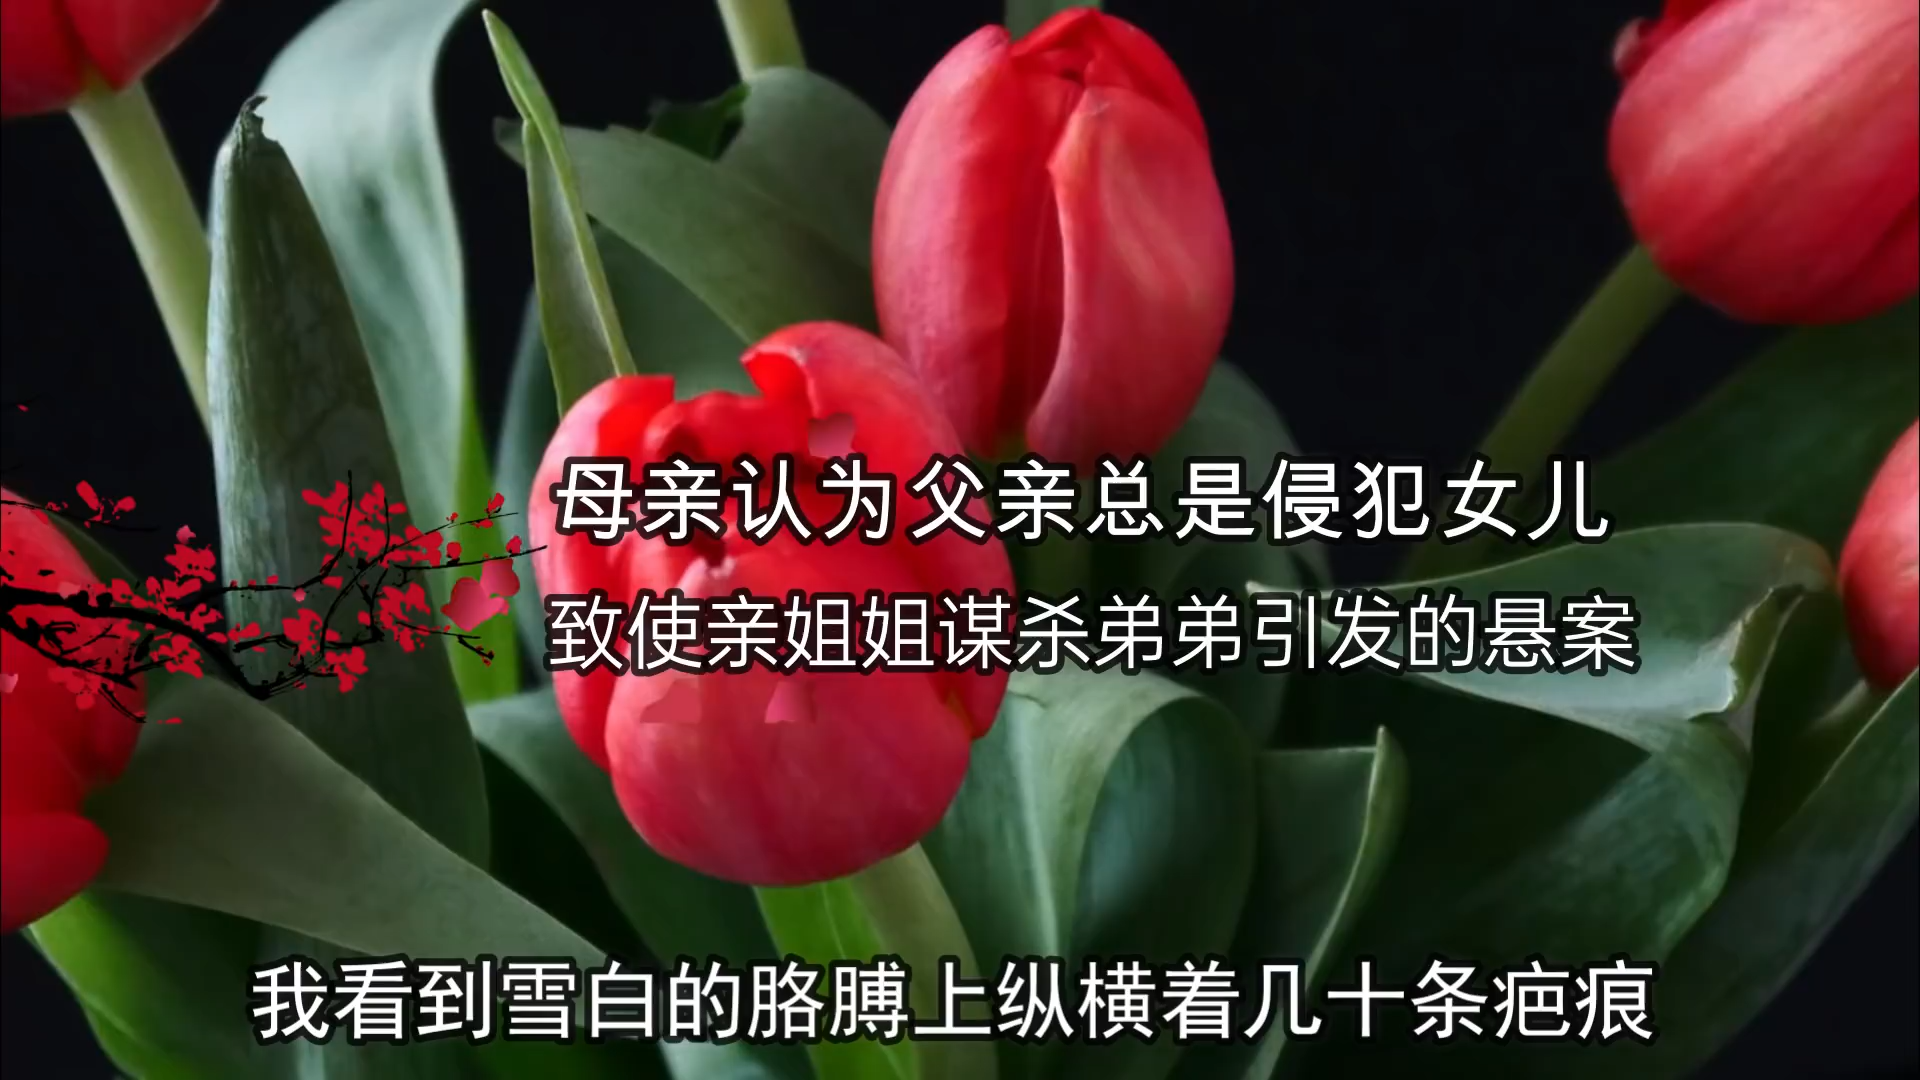 母亲认为父亲总是侵犯女儿
致使亲姐姐谋杀弟弟引发的悬案
我看到雪白的胳膊上纵横着几十条疤痕